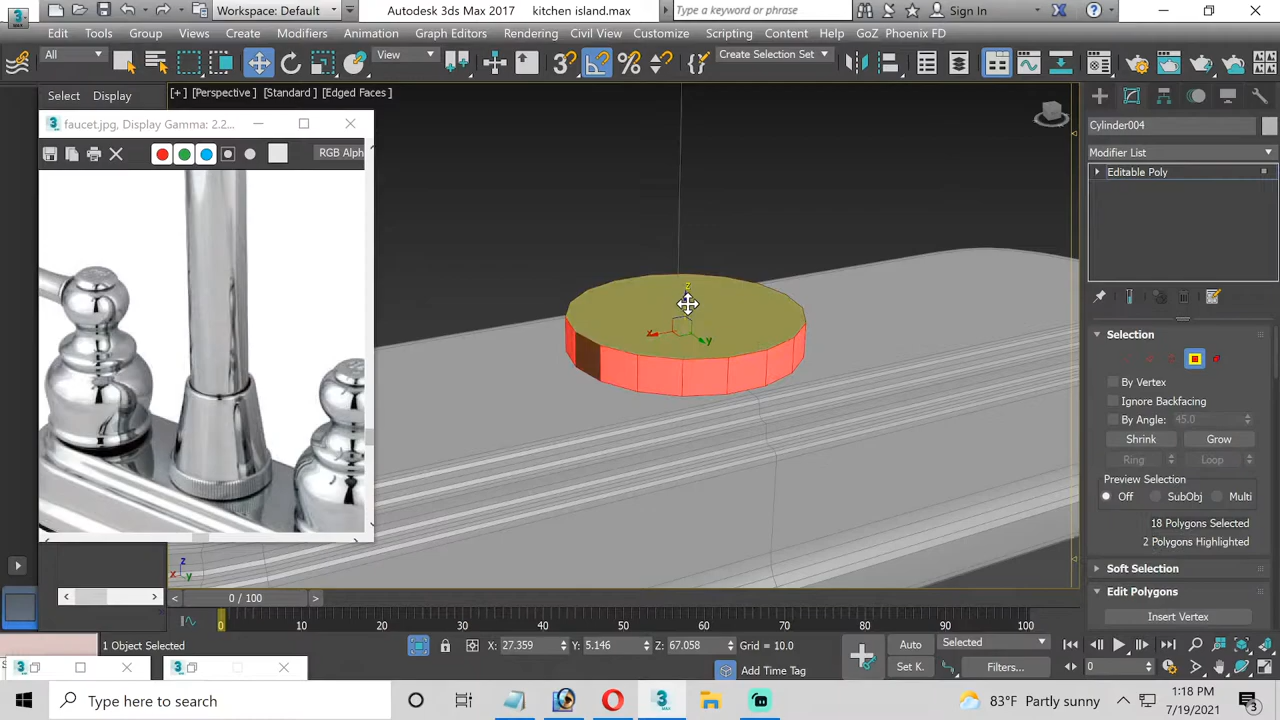 Workspace: Default
Autodesk 3ds Max 2017    kitchen island.max
Type a keyword or phrase
Sign In
Edit Tools Group Views Create Modifiers Animation Graph Editors Rendering Civil View Customize Scripting Content Help GoZ Phoenix FD
All
View
Create Selection Set
Select Display
[+] [Perspective] [Standard] [Edged Faces]
faucet.jpg, Display Gamma: 2.2...
RGB Alph
Cylinder004
Modifier List
Editable Poly
z
x
y
Selection
By Vertex
Ignore Backfacing
By Angle: 45.0
Shrink Grow
Ring Loop
Preview Selection
Off SubObj Multi
18 Polygons Selected
2 Polygons Highlighted
Soft Selection
Edit Polygons
Insert Vertex
z
x y
0 / 100
0 10 20 30 40 50 60 70 80 90 100
1 Object Selected
X: 27.359 Y: 5.146 Z: 67.058 Grid = 10.0
Auto Selected
Add Time Tag
Set K. Filters...
0
Type here to search
83°F Partly sunny
1:18 PM
7/19/2021
3